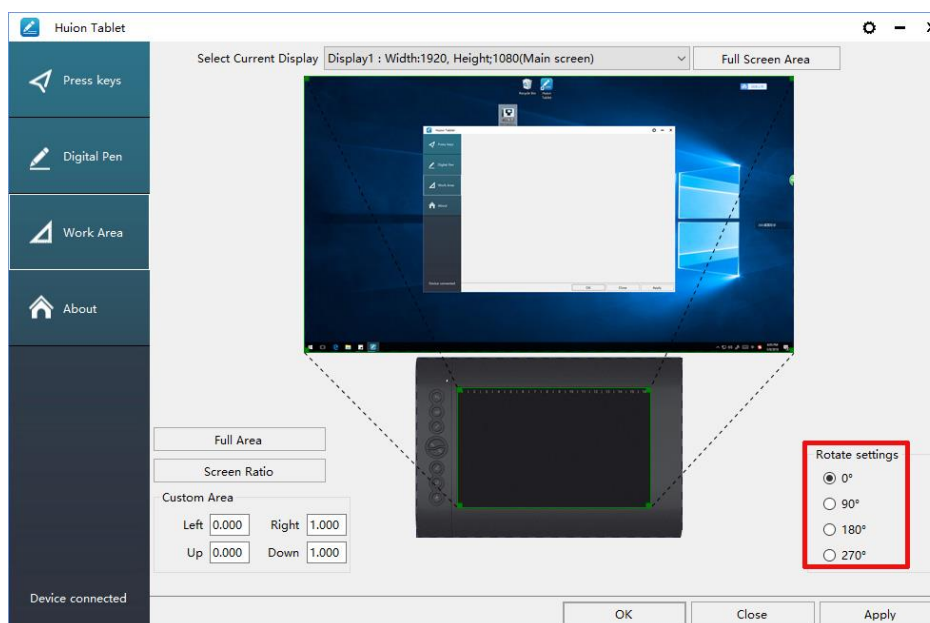 Huion Tablet
Select Current Display Display1 : Width:1920, Height;1080(Main screen) Full Screen Area
Press keys
Digital Pen
Work Area
About
Full Area
Screen Ratio
Custom Area
Left 0.000 Right 1.000
Up 0.000 Down 1.000
Rotate settings
0°
90°
180°
270°
Device connected
OK Close Apply